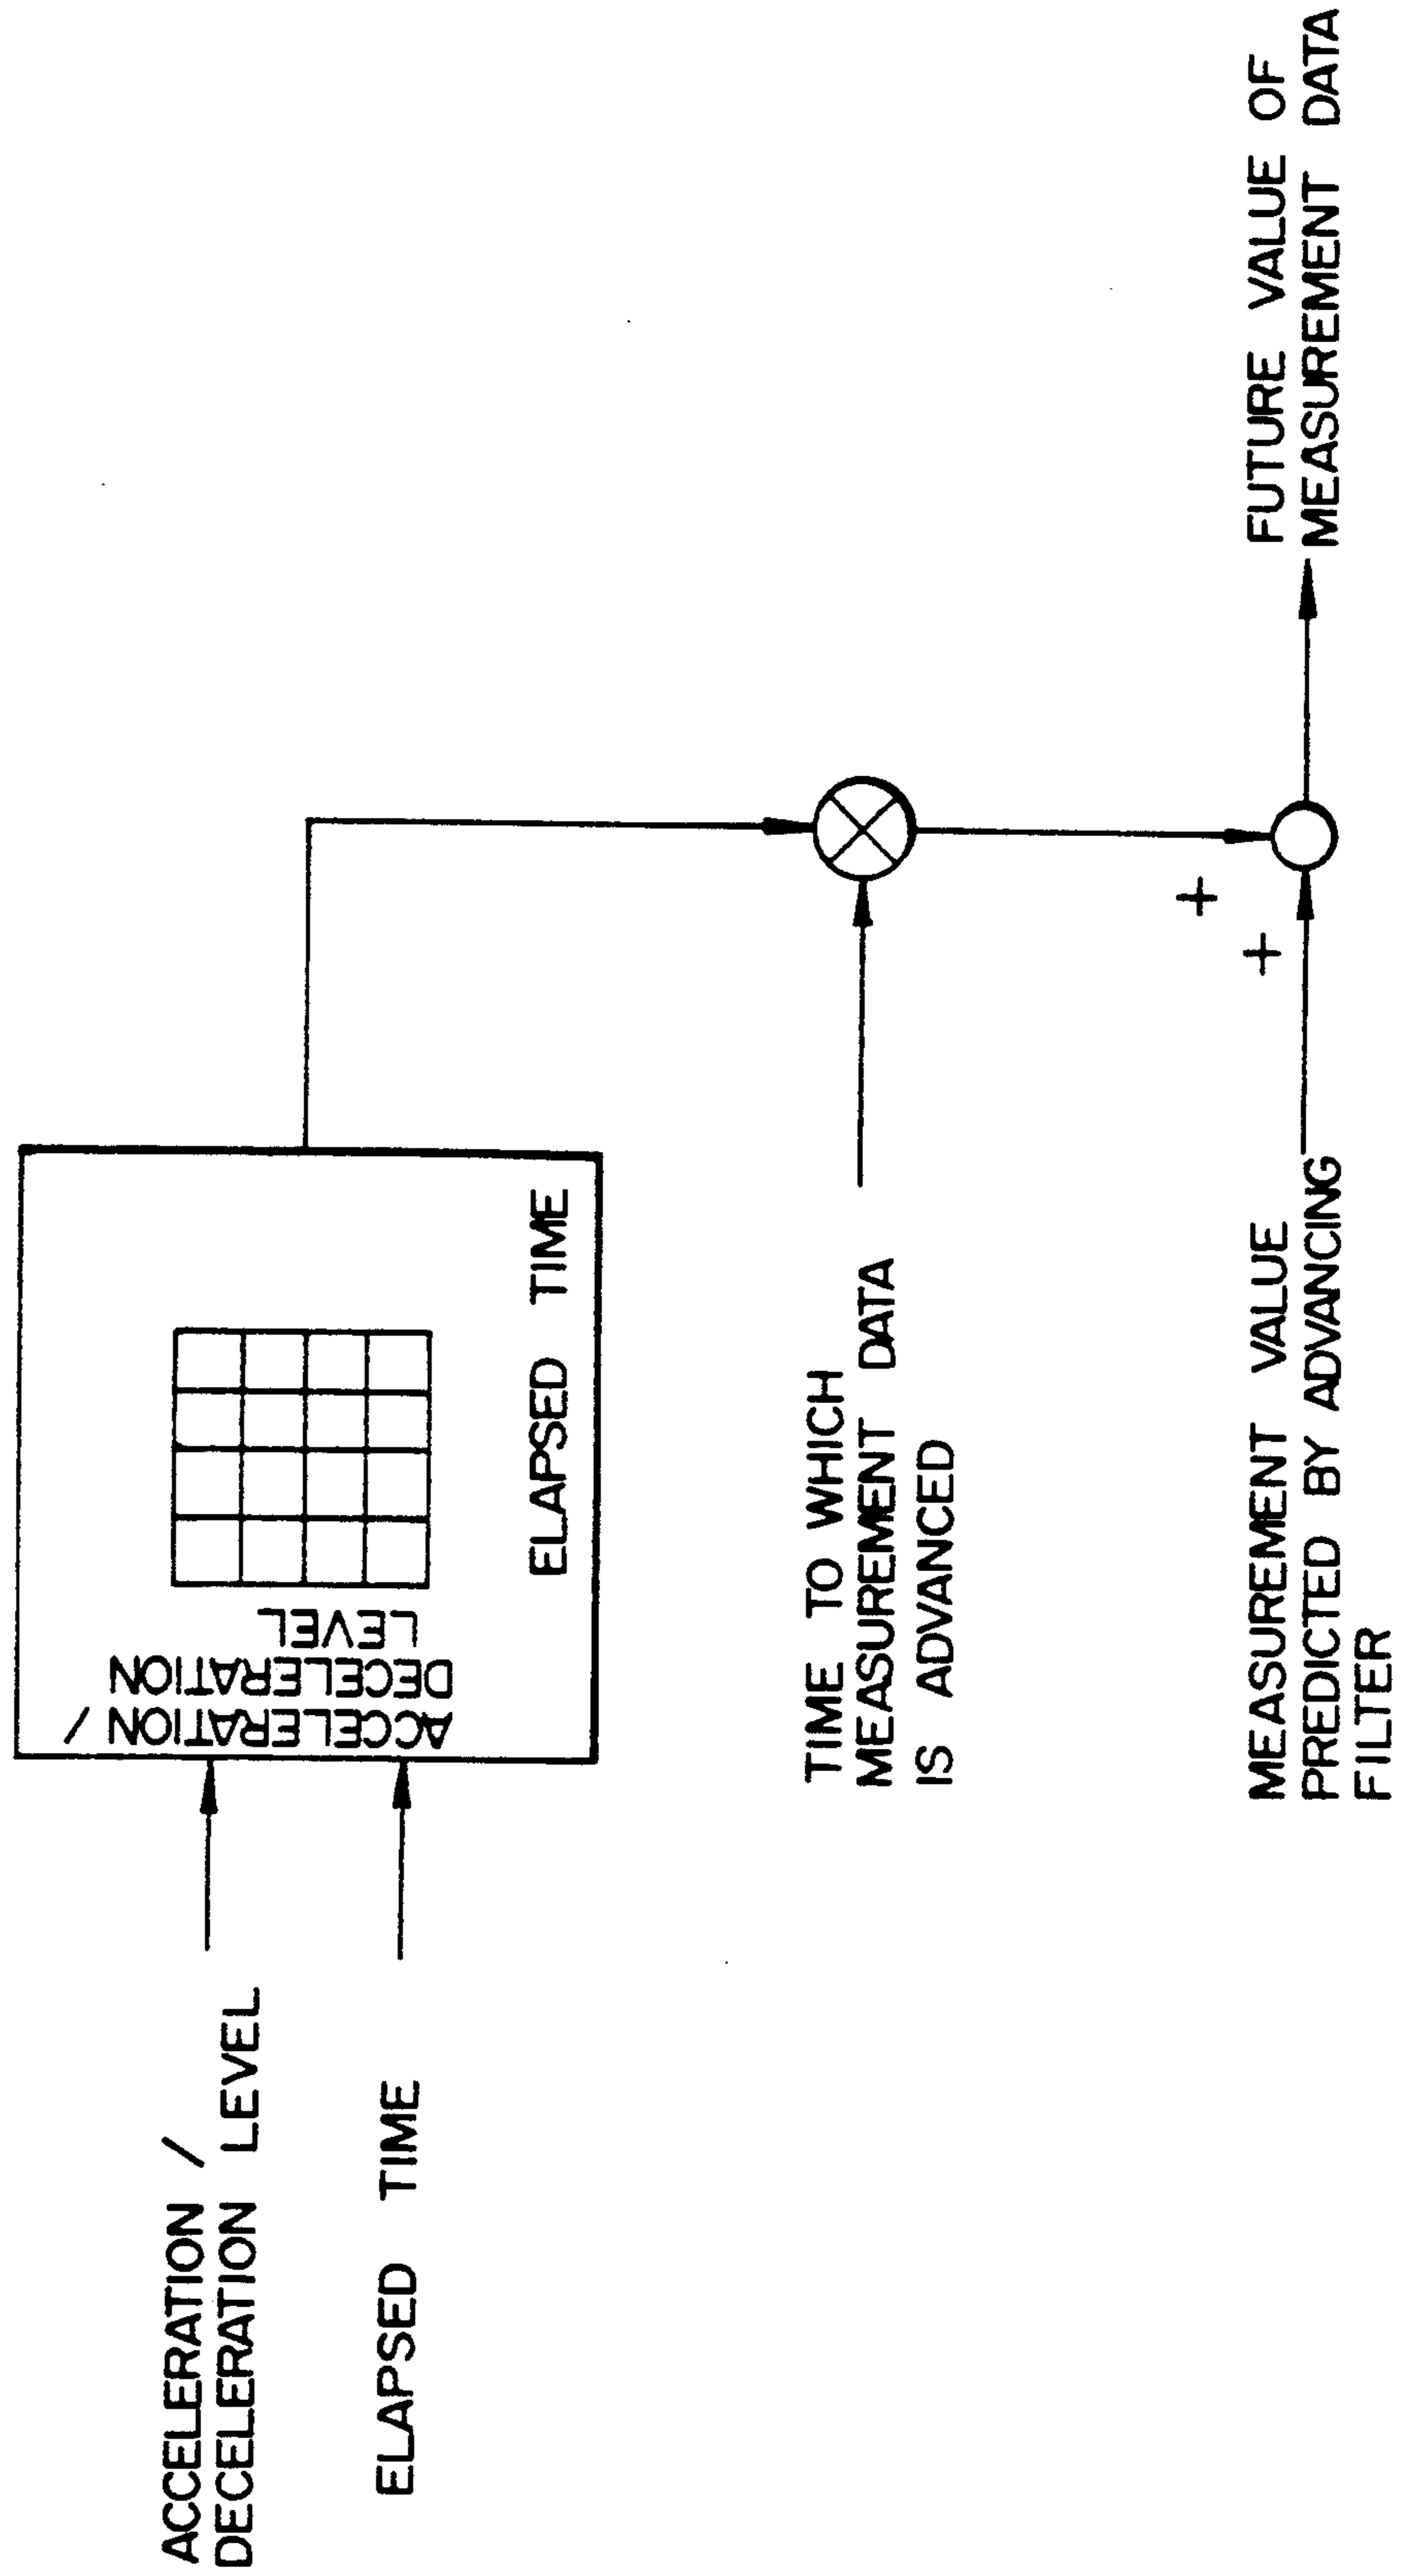 ACCELERATION /
DECELERATION LEVEL
ELAPSED TIME
ACCELERATION /
DECELERATION
LEVEL
ELAPSED TIME
TIME TO WHICH
MEASUREMENT DATA
IS ADVANCED
MEASUREMENT VALUE
PREDICTED BY ADVANCING
FILTER
+
+
FUTURE VALUE OF
MEASUREMENT DATA